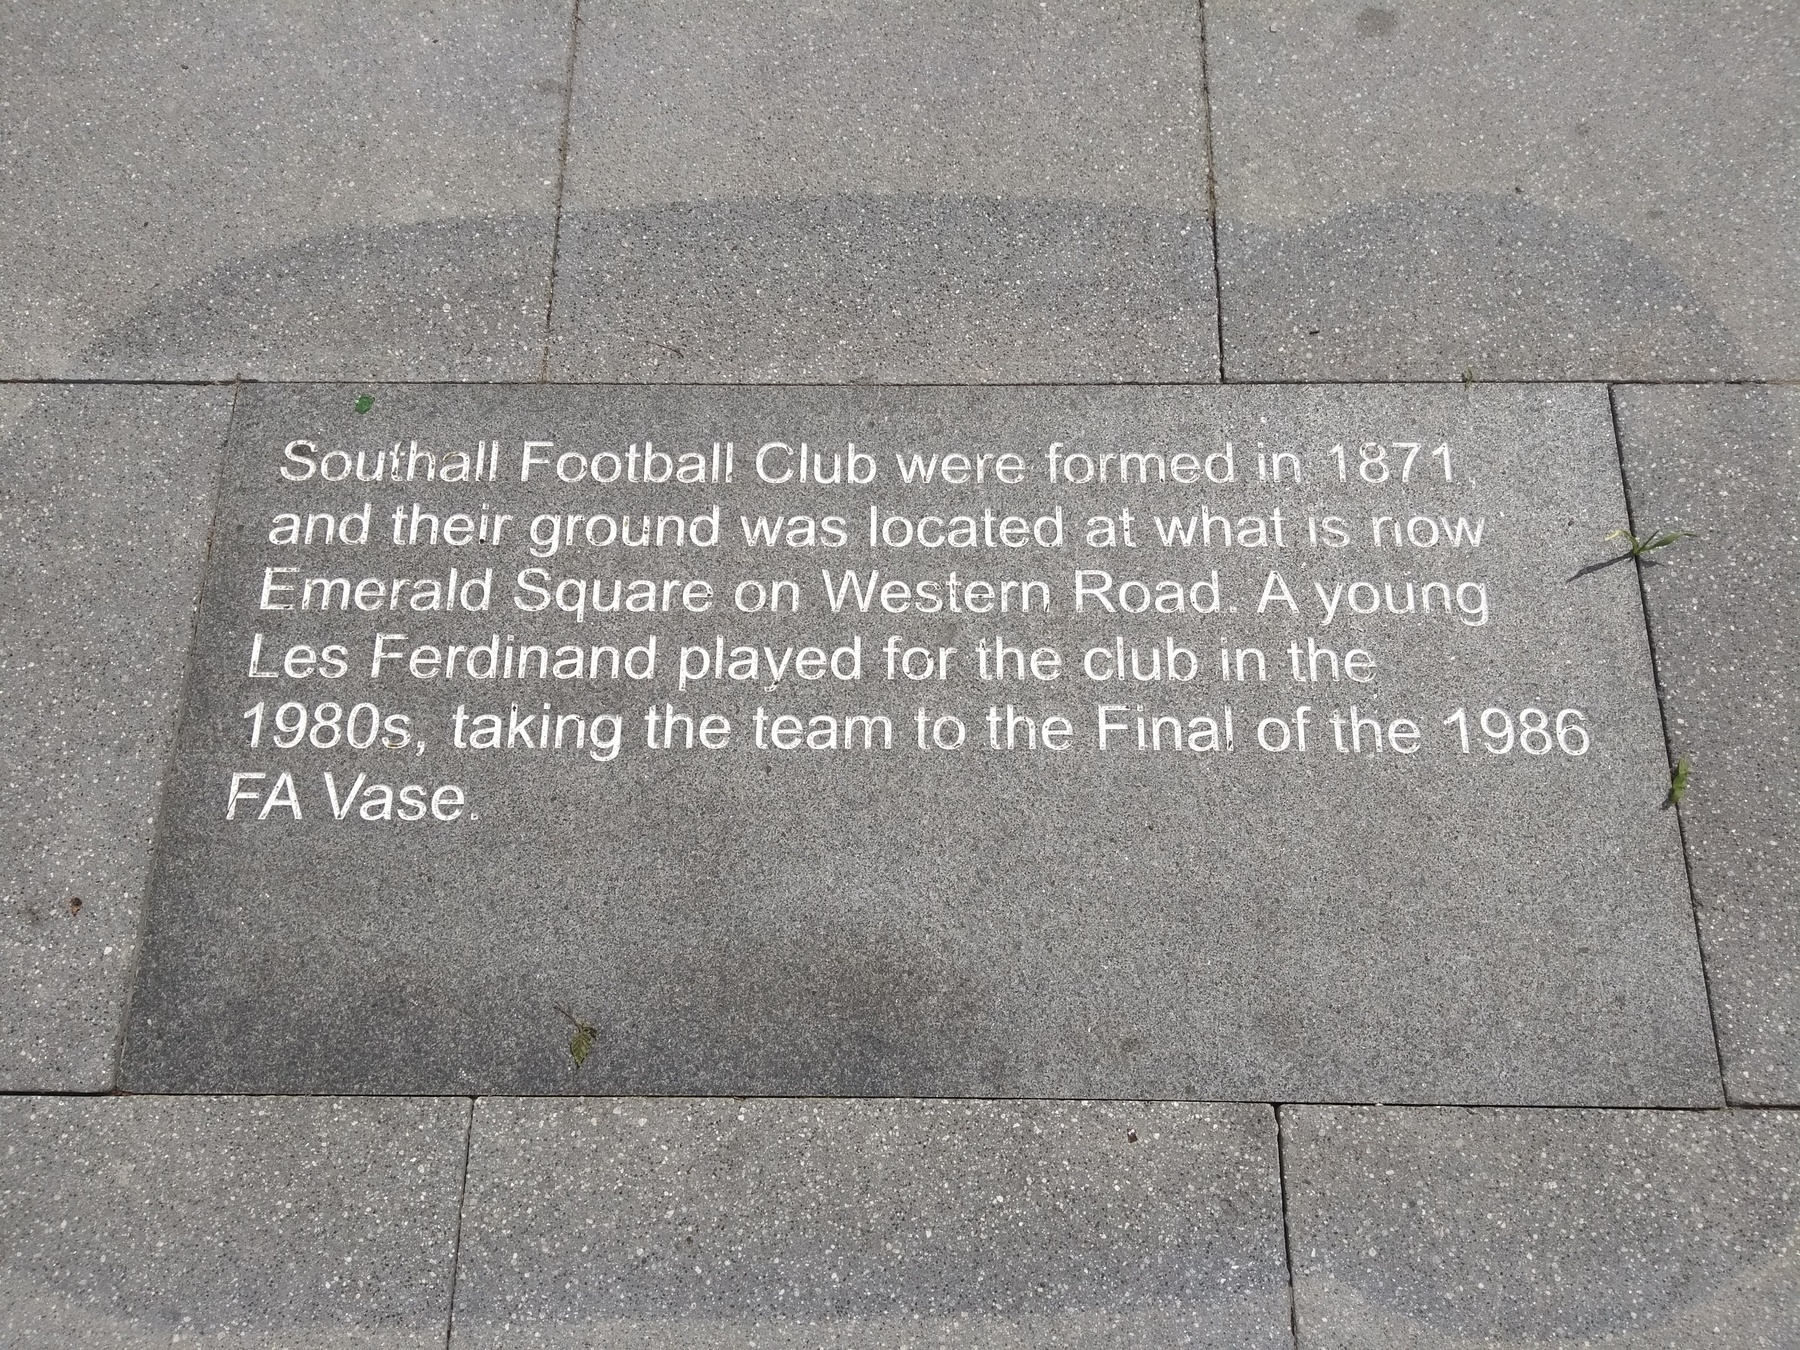 Southall Football Club were formed in 1871,
and their ground was located at what is now
Emerald Square on Western Road. A young
Les Ferdinand played for the club in the
1980s, taking the team to the Final of the 1986
FA Vase.